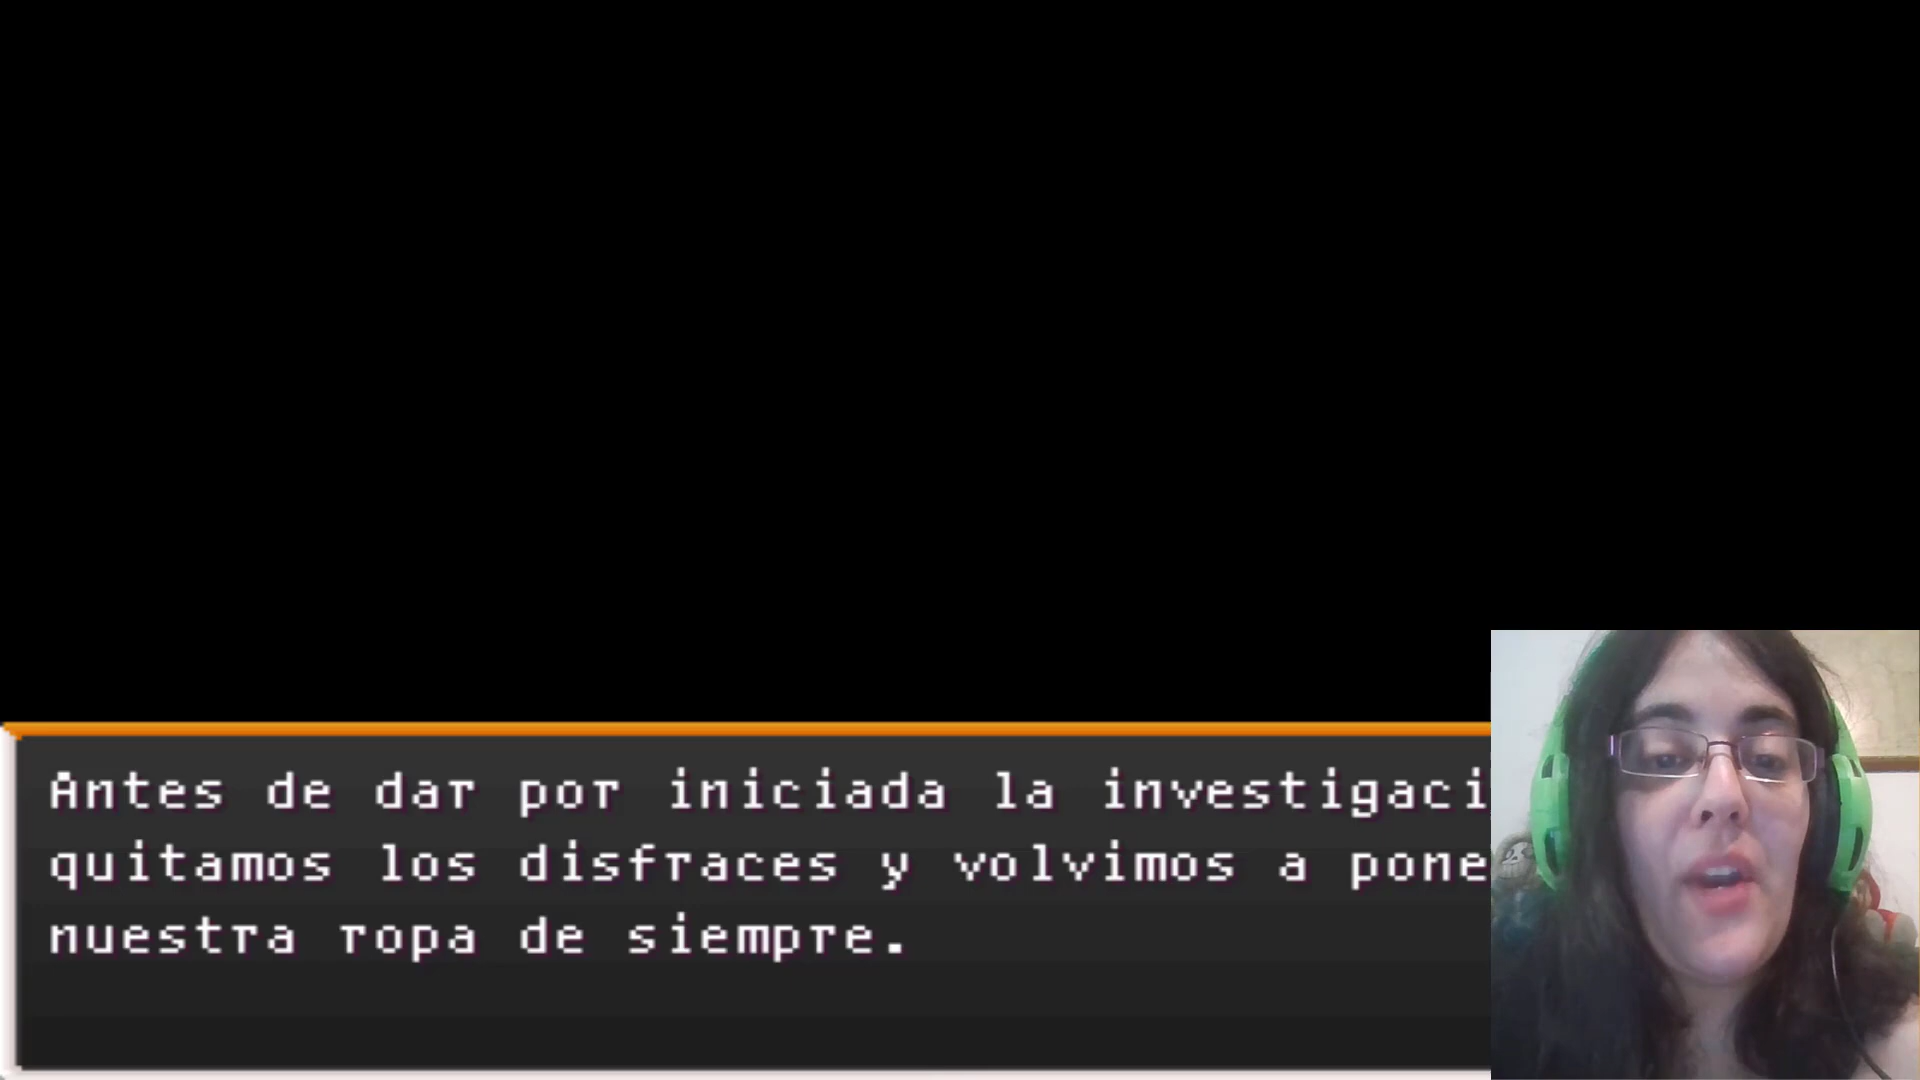 Antes de dar por iniciada la investigaci
quitamos los disfraces y volvimos a pone
nuestra ropa de siempre.